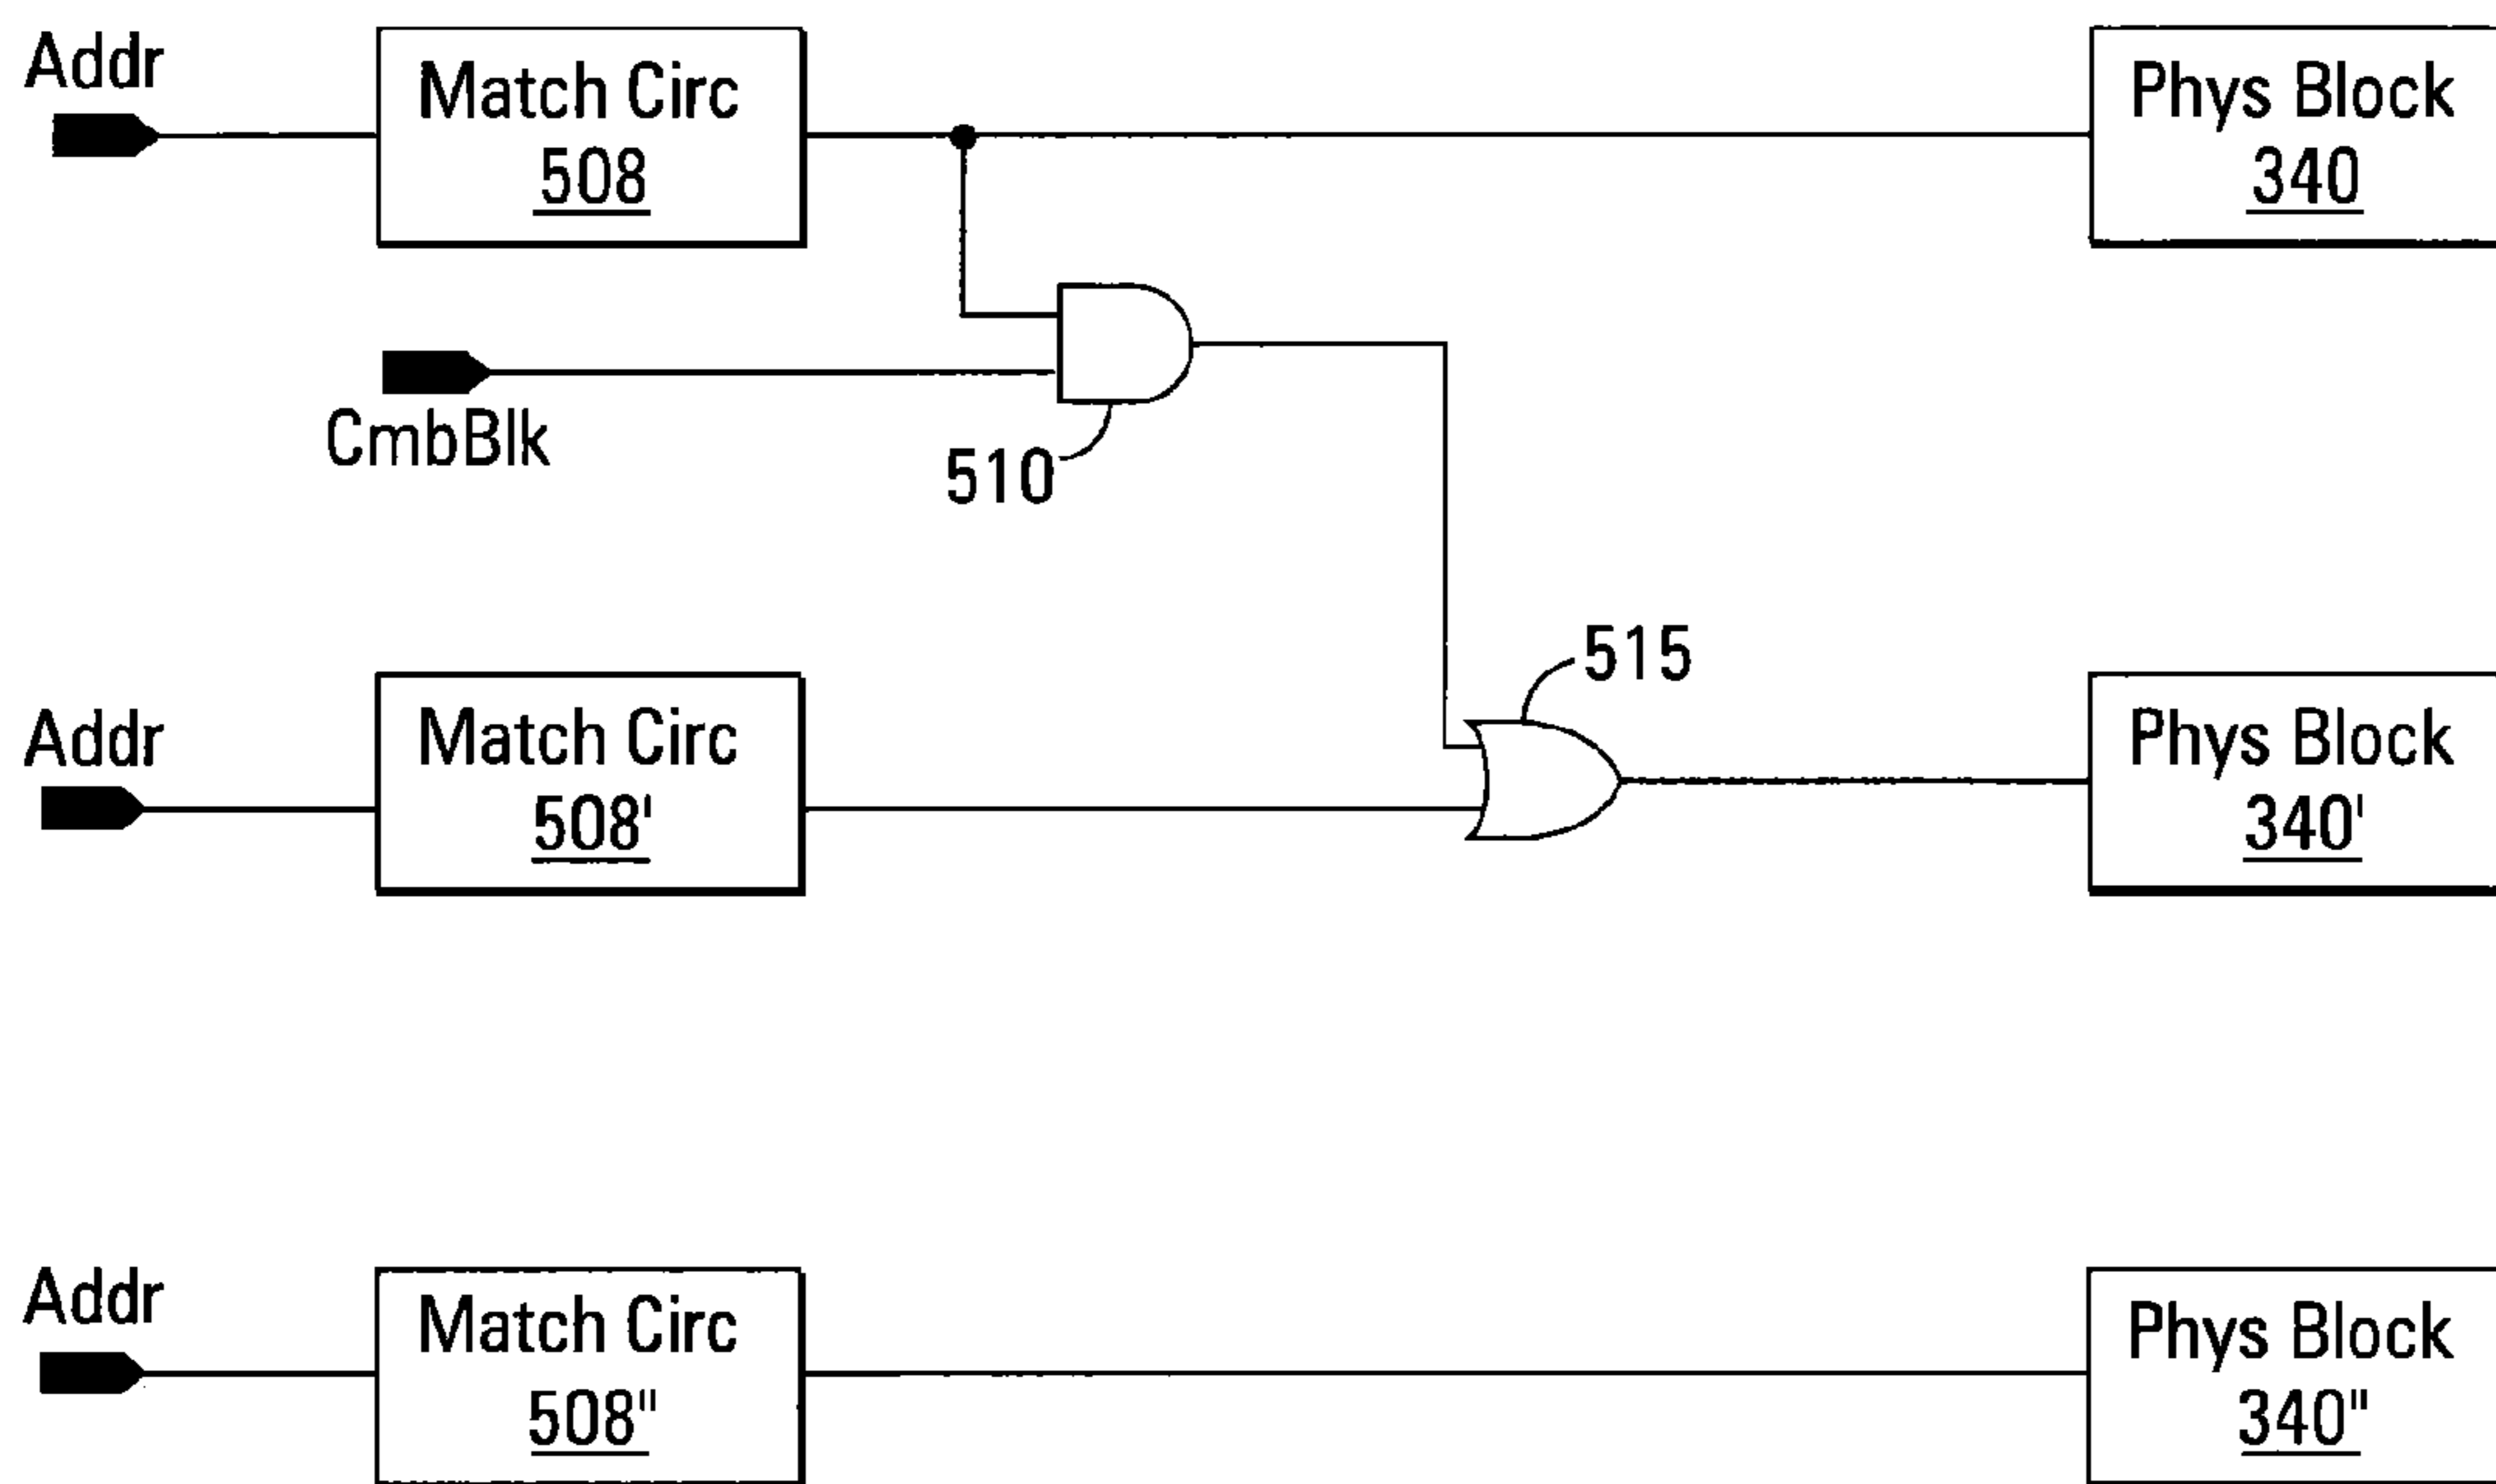 Addr
Match Circ
508
Phys Block
340
CmbBlk
510
515
Addr
Match Circ
508'
Phys Block
340'
Addr
Match Circ
508"
Phys Block
340"